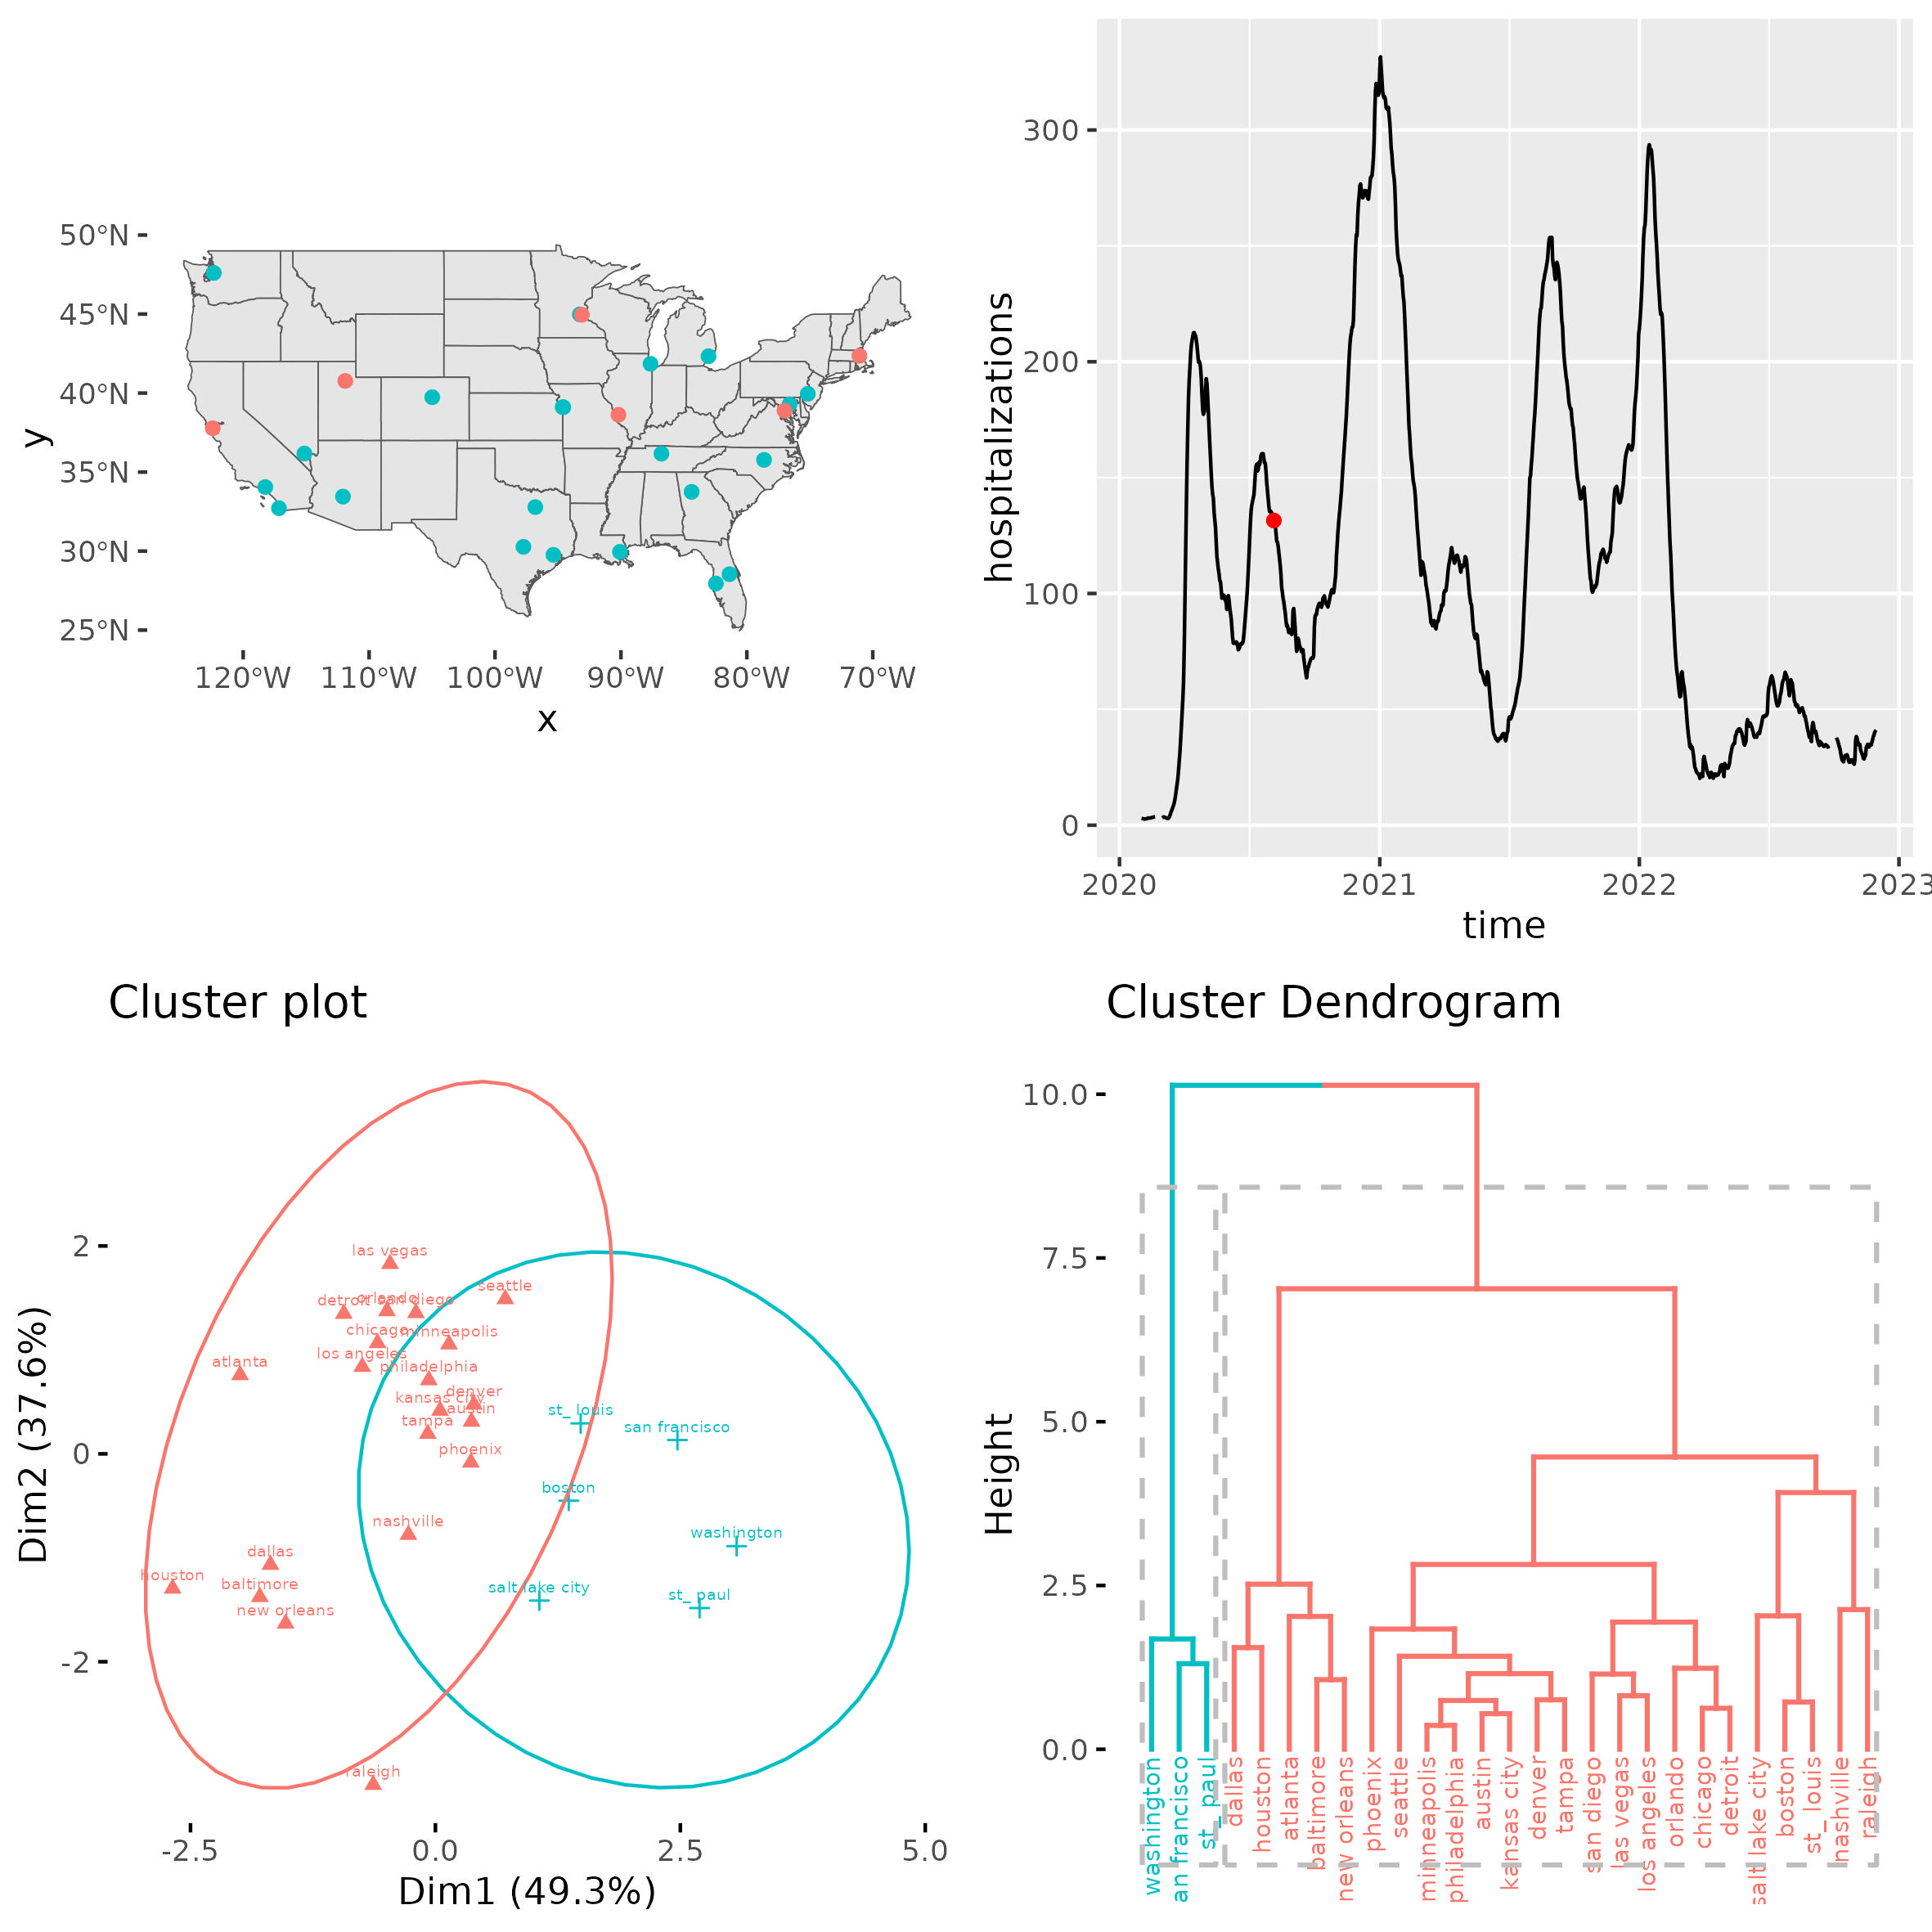 50°N
45°N
40°N
35°N
30°N
25°N
y
120°W 110°W 100°W 90°W 80°W 70°W
x
300
200
100
0
hospitalizations
2020 2021 2022 2023
time
Cluster plot
2
0
-2
Dim2 (37.6%)
las vegas
seattle
detroit orlando san diego
chicago minneapolis
los angeles
atlanta philadelphia
denver
kansas city
austin
tampa
st_louis
san francisco
phoenix
boston
nashville
washington
dallas
houston
baltimore
salt lake city
st_paul
new orleans
raleigh
-2.5 0.0 2.5 5.0
Dim1 (49.3%)
Cluster Dendrogram
10.0
7.5
5.0
2.5
0.0
Height
washington
an francisco
st_paul
dallas
houston
atlanta
baltimore
new orleans
phoenix
seattle
minneapolis
philadelphia
austin
kansas city
denver
tampa
san diego
las vegas
los angeles
orlando
chicago
detroit
salt lake city
boston
st_louis
nashville
raleigh